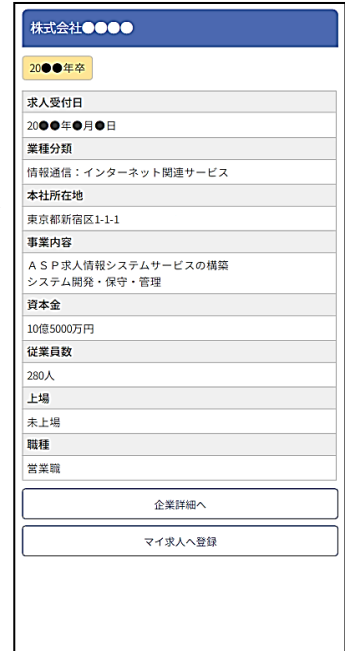 株式会社●●●●
20●●年卒
求人受付日
20●●年●月●日
業種分類
情報通信：インターネット関連サービス
本社所在地
東京都新宿区1-1-1
事業内容
ＡＳＰ求人情報システムサービスの構築
システム開発・保守・管理
資本金
10億5000万円
従業員数
280人
上場
未上場
職種
営業職
企業詳細へ
マイ求人へ登録